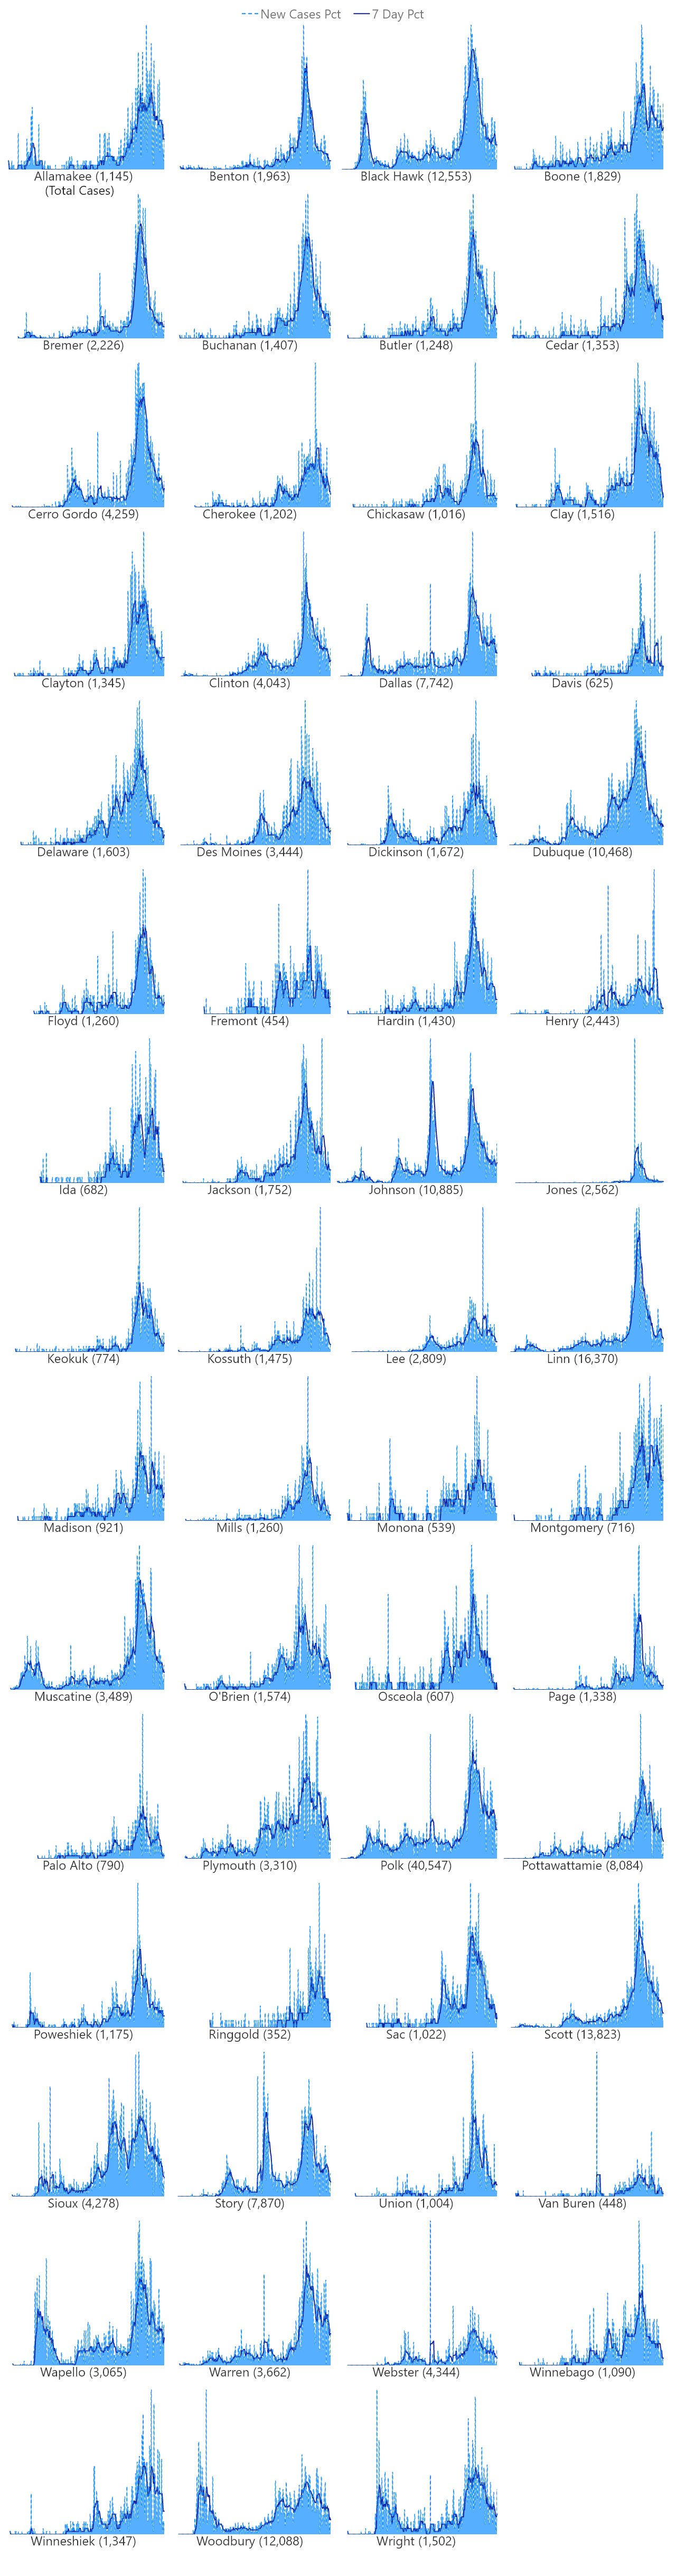 New Cases Pct 7 Day Pct
Allamakee (1,145) Benton (1,963) Black Hawk (12,553) Boone (1,829)
(Total Cases)
Bremer (2,226) Buchanan (1,407) Butler (1,248) Cedar (1,353)
Cerro Gordo (4,259) Cherokee (1,202) Chickasaw (1,016) Clay (1,516)
Clayton (1,345) Clinton (4,043) Dallas (7,742) Davis (625)
Delaware (1,603) Des Moines (3,444) Dickinson (1,672) Dubuque (10,468)
Floyd (1,260) Fremont (454) Hardin (1,430) Henry (2,443)
Ida (682) Jackson (1,752) Johnson (10,885) Jones (2,562)
Keokuk (774) Kossuth (1,475) Lee (2,809) Linn (16,370)
Madison (921) Mills (1,260) Monona (539) Montgomery (716)
Muscatine (3,489) O'Brien (1,574) Osceola (607) Page (1,338)
Palo Alto (790) Plymouth (3,310) Polk (40,547) Pottawattamie (8,084)
Poweshiek (1,175) Ringgold (352) Sac (1,022) Scott (13,823)
Sioux (4,278) Story (7,870) Union (1,004) Van Buren (448)
Wapello (3,065) Warren (3,662) Webster (4,344) Winnebago (1,090)
Winneshiek (1,347) Woodbury (12,088) Wright (1,502)